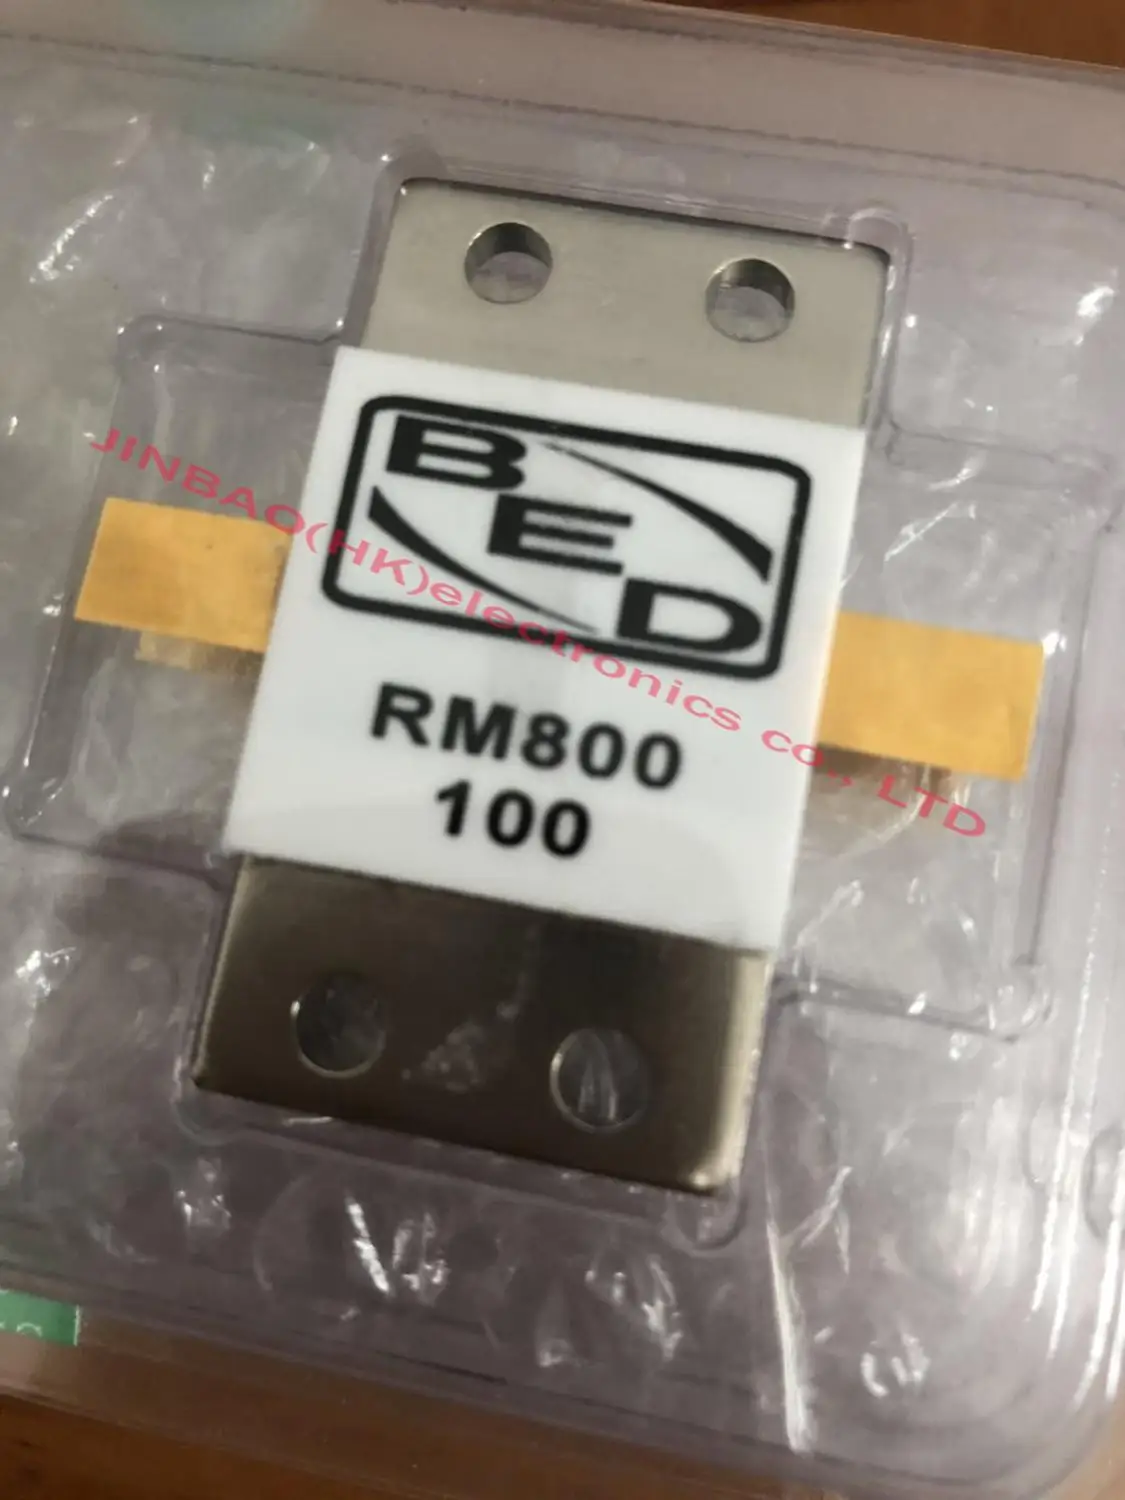 BED
JINBAO(HK)electronics co., LTD
RM800
100